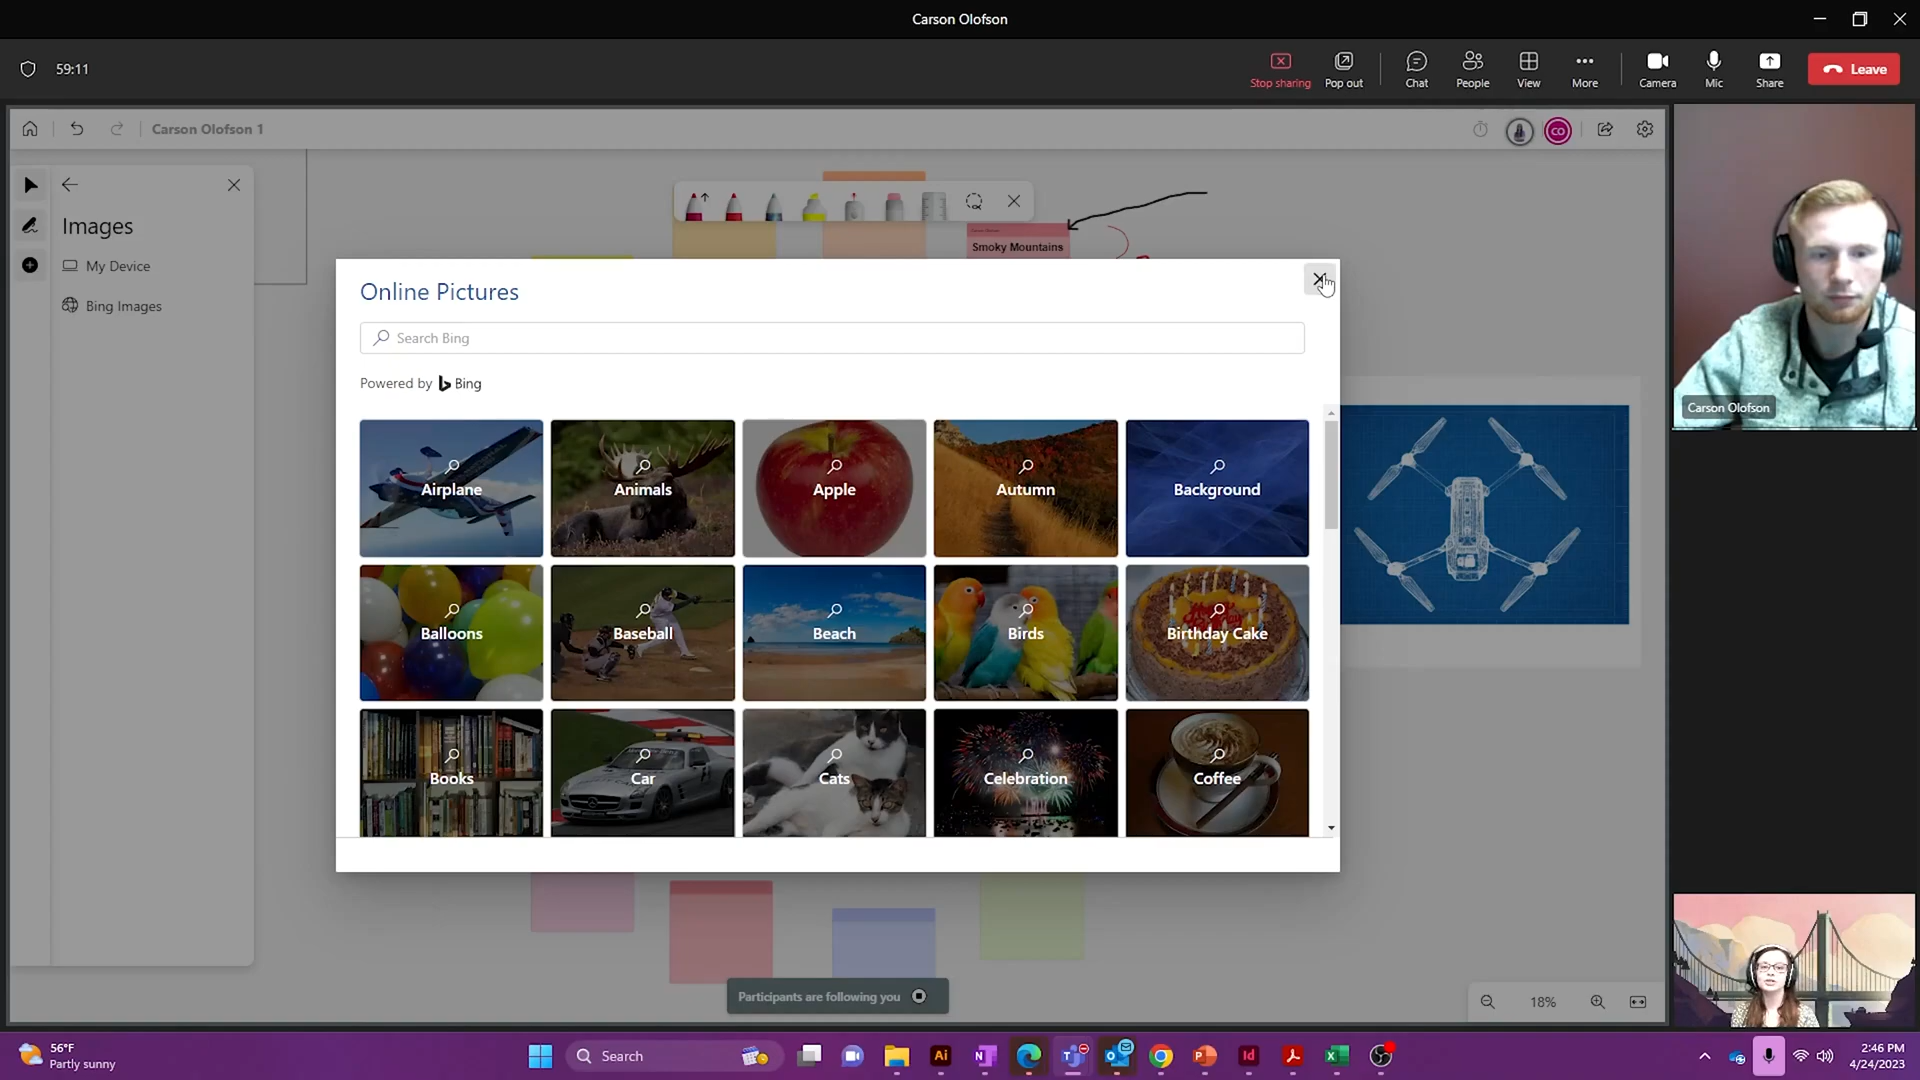 Carson Olofson
59:11
Stop sharing
Pop out
Chat
People
View
More
Camera
Mic
Share
Leave
Carson Olofson 1
CO
Images
My Device
Bing Images
Smoky Mountains
Online Pictures
Search Bing
Powered by Bing
Airplane
Animals
Apple
Autumn
Background
Balloons
Baseball
Beach
Birds
Birthday Cake
Books
Car
Cats
Celebration
Coffee
Carson Olofson
Participants are following you
18%
56°F
Partly sunny
Search
Ai
Id
2:46 PM
4/24/2023